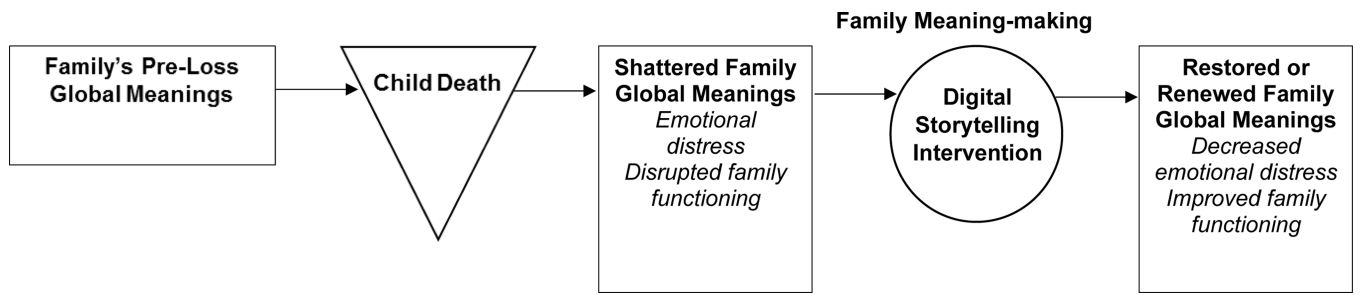 Family's Pre-Loss
Global Meanings
Child Death
Shattered Family
Global Meanings
Emotional
distress
Disrupted family
functioning
Family Meaning-making
Digital
Storytelling
Intervention
Restored or
Renewed Family
Global Meanings
Decreased
emotional distress
Improved family
functioning